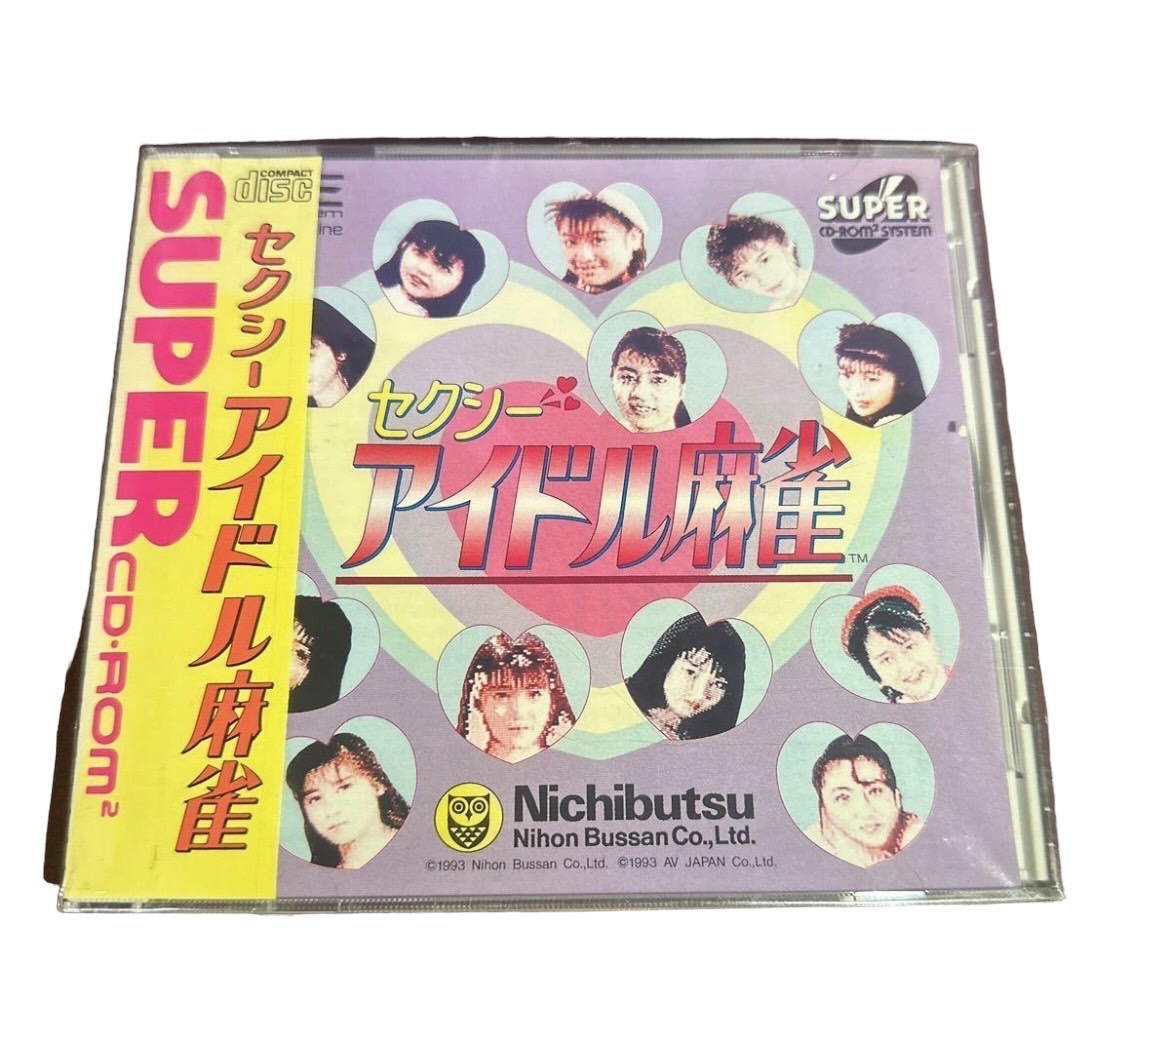 COMPACT
disc
SUPER
CD-ROM²
セクシーアイドル麻雀
em
ine
SUPER
CD-ROM² SYSTEM
セクシー
アイドル麻雀
TM
Nichibutsu
Nihon Bussan Co.,Ltd.
©1993 Nihon Bussan Co.,Ltd. ©1993 AV JAPAN Co.,Ltd.